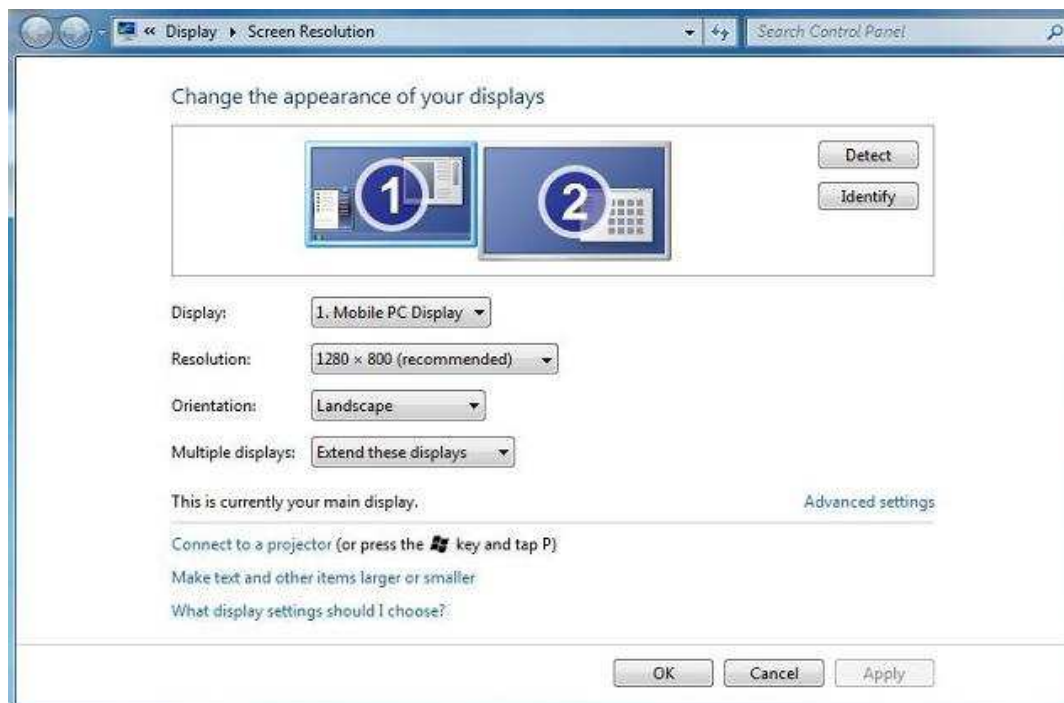 « Display ▸ Screen Resolution Search Control Panel
Change the appearance of your displays
1 2
Detect
Identify
Display: 1. Mobile PC Display
Resolution: 1280 × 800 (recommended)
Orientation: Landscape
Multiple displays: Extend these displays
This is currently your main display. Advanced settings
Connect to a projector (or press the key and tap P)
Make text and other items larger or smaller
What display settings should I choose?
OK Cancel Apply